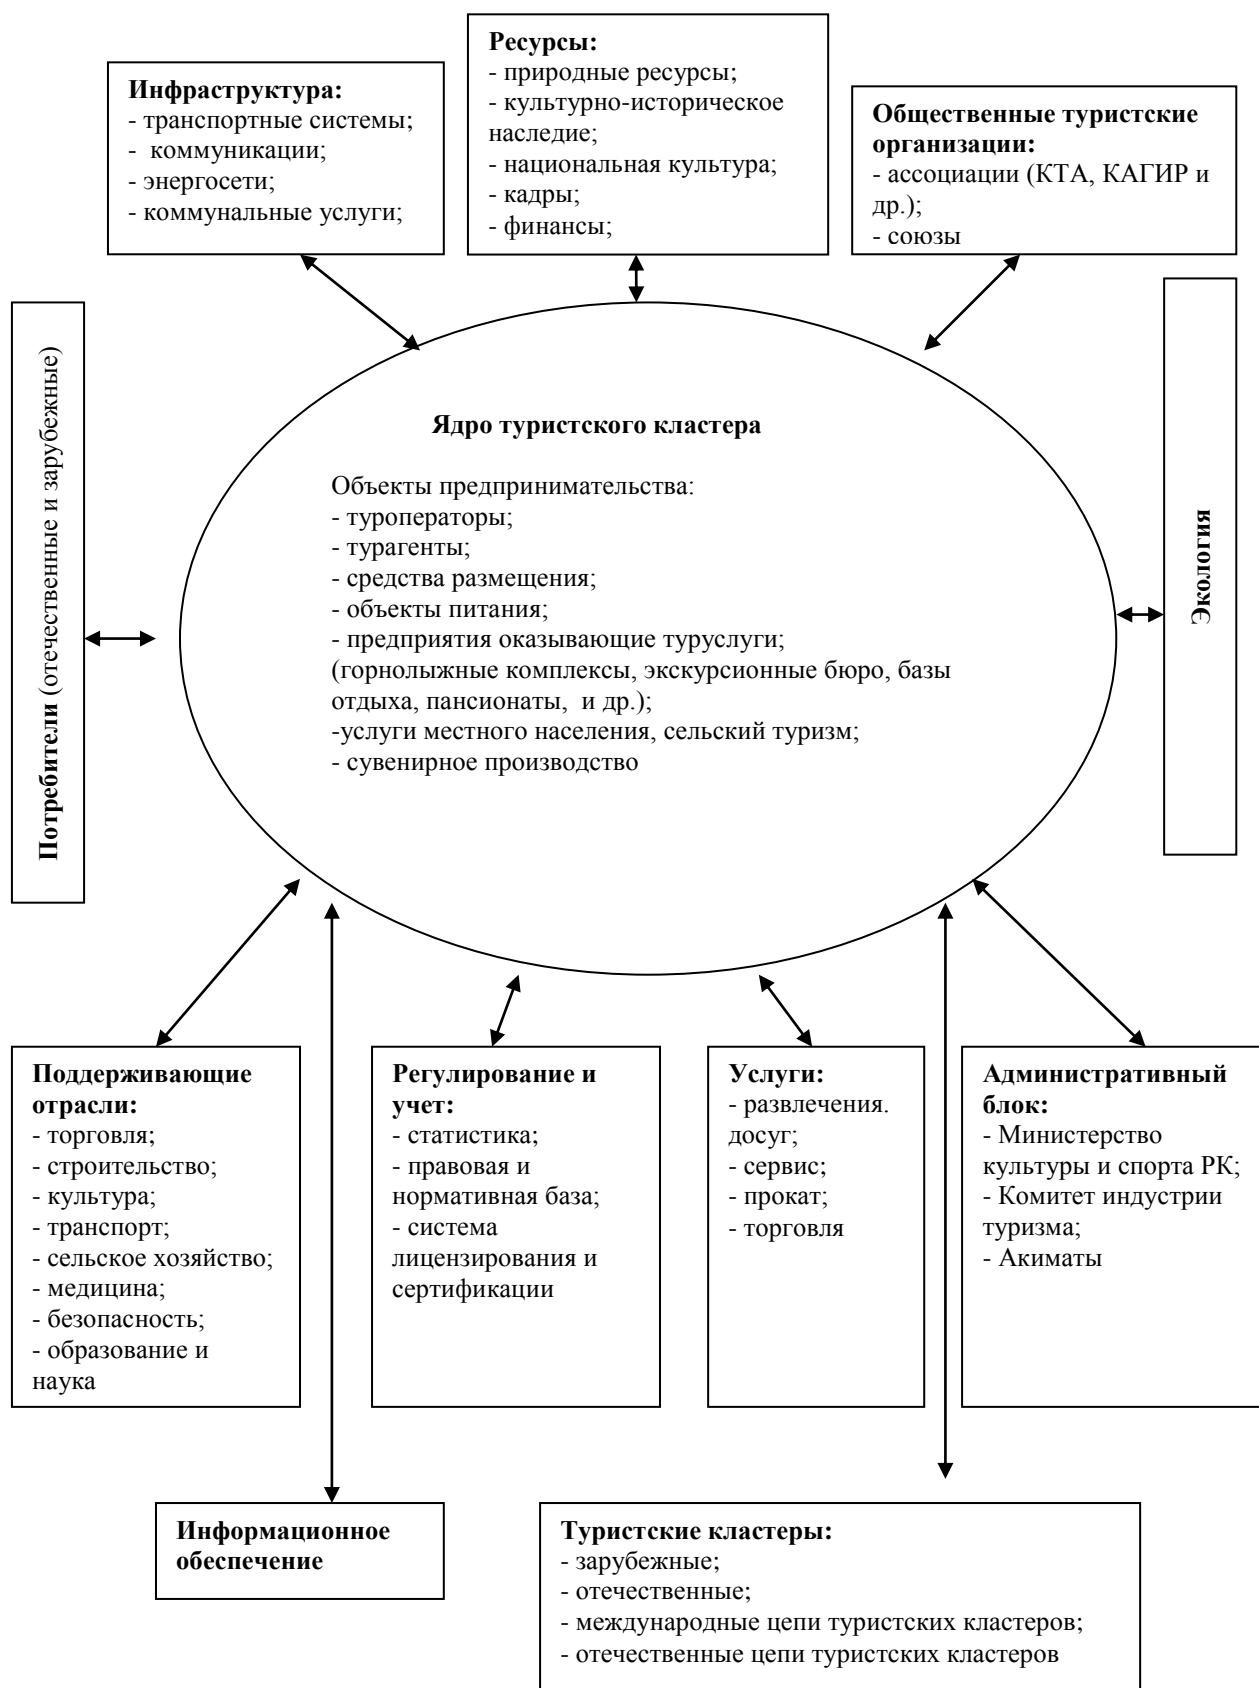 Ресурсы:
- природные ресурсы;
- культурно-историческое
наследие;
- национальная культура;
- кадры;
- финансы;
Инфраструктура:
- транспортные системы;
-  коммуникации;
- энергосети;
- коммунальные услуги;
Общественные туристские
организации:
- ассоциации (КТА, КАГИР и
др.);
- союзы
Потребители (отечественные и зарубежные)
Ядро туристского кластера
Объекты предпринимательства:
- туроператоры;
- турагенты;
- средства размещения;
- объекты питания;
- предприятия оказывающие туруслуги;
(горнолыжные комплексы, экскурсионные бюро, базы
отдыха, пансионаты,  и др.);
-услуги местного населения, сельский туризм;
- сувенирное производство
Экология
Поддерживающие
отрасли:
- торговля;
- строительство;
- культура;
- транспорт;
- сельское хозяйство;
- медицина;
- безопасность;
- образование и
наука
Регулирование и
учет:
- статистика;
- правовая и
нормативная база;
- система
лицензирования и
сертификации
Услуги:
- развлечения.
досуг;
- сервис;
- прокат;
- торговля
Административный
блок:
- Министерство
культуры и спорта РК;
- Комитет индустрии
туризма;
- Акиматы
Информационное
обеспечение
Туристские кластеры:
- зарубежные;
- отечественные;
- международные цепи туристских кластеров;
- отечественные цепи туристских кластеров